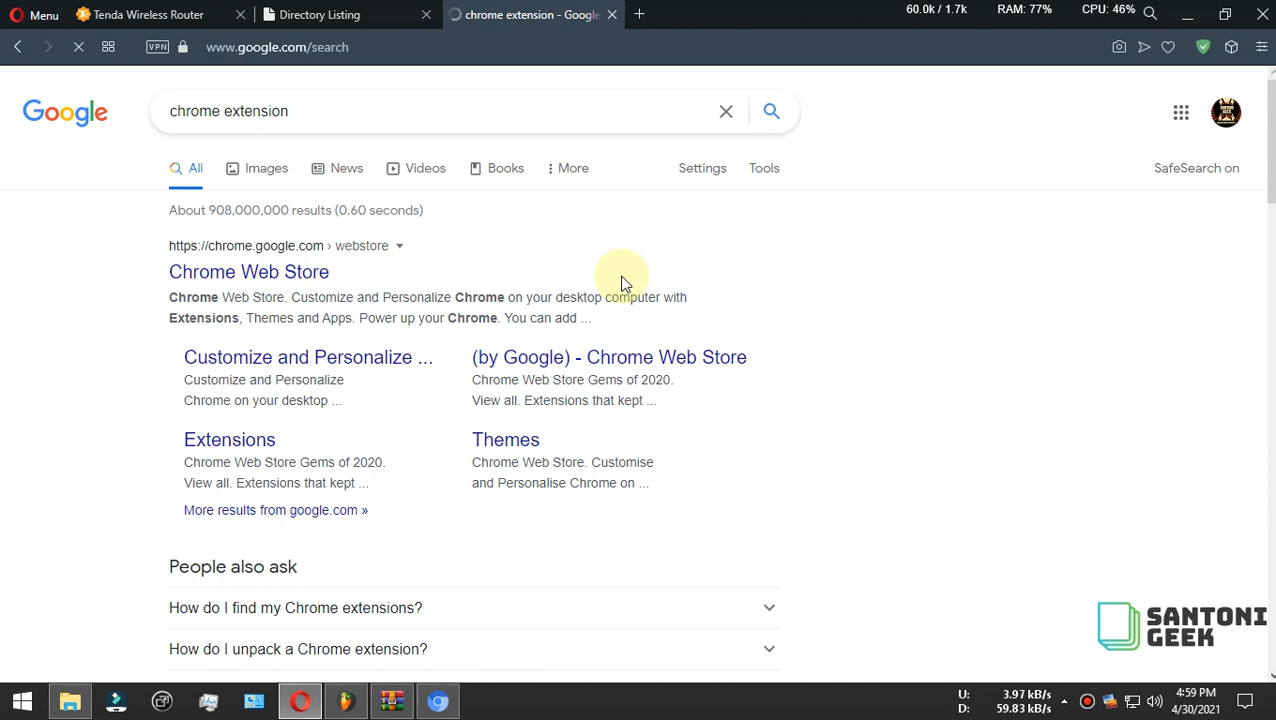 Menu
Tenda Wireless Router
Directory Listing
chrome extension - Google
60.0k / 1.7k
RAM: 77%
CPU: 46%
VPN
www.google.com/search
Google
chrome extension
SANTONI
GEEK
All
Images
News
Videos
Books
More
Settings
Tools
SafeSearch on
About 908,000,000 results (0.60 seconds)
https://chrome.google.com › webstore
Chrome Web Store
Chrome Web Store. Customize and Personalize Chrome on your desktop computer with
Extensions, Themes and Apps. Power up your Chrome. You can add ...
Customize and Personalize ...
Customize and Personalize
Chrome on your desktop ...
(by Google) - Chrome Web Store
Chrome Web Store Gems of 2020.
View all. Extensions that kept ...
Extensions
Chrome Web Store Gems of 2020.
View all. Extensions that kept ...
Themes
Chrome Web Store. Customise
and Personalise Chrome on ...
More results from google.com »
People also ask
How do I find my Chrome extensions?
How do I unpack a Chrome extension?
SANTONI
GEEK
U: 3.97 kB/s
D: 59.83 kB/s
4:59 PM
4/30/2021